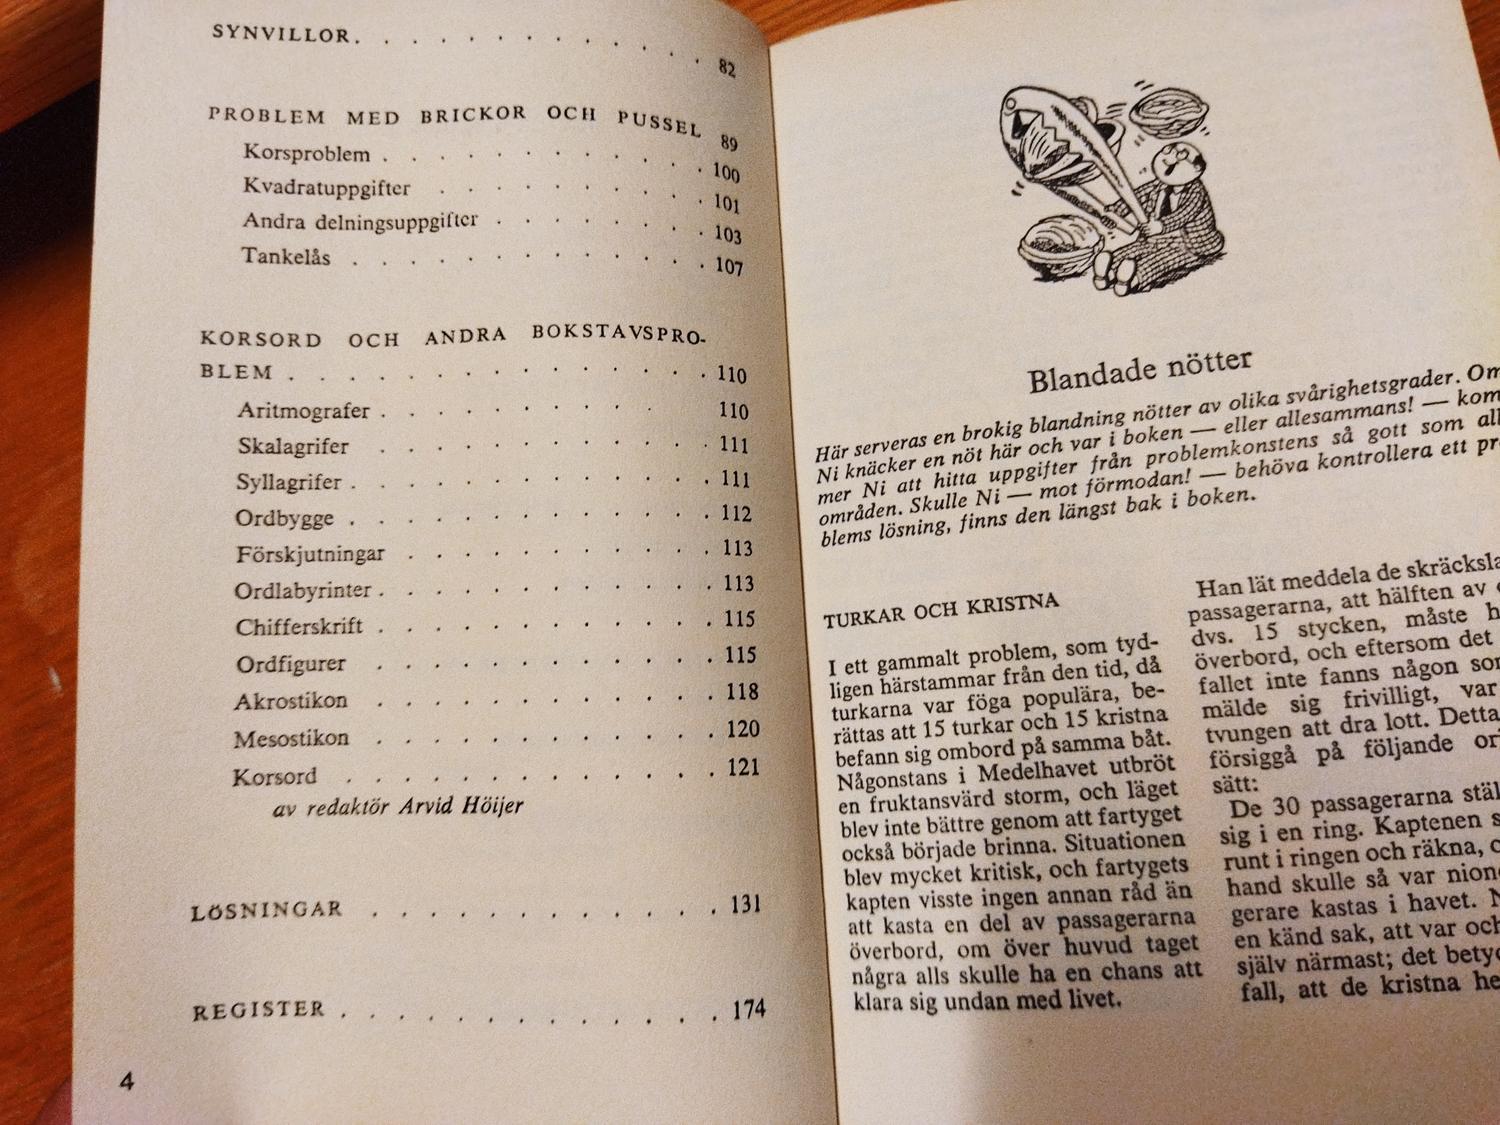 SYNVILLOR. . . . . . . . . . . . . 82
PROBLEM MED BRICKOR OCH PUSSEL 89
Korsproblem . . . . . . . . . . . . 100
Kvadratuppgifter . . . . . . . . . . 101
Andra delningsuppgifter . . . . . . . . 103
Tankelås . . . . . . . . . . . . . 107
KORSORD OCH ANDRA BOKSTAVSPRO-
BLEM . . . . . . . . . . . . . . . 110
Aritmografer . . . . . . . . . . 110
Skalagrifer . . . . . . . . . . . 111
Syllagrifer . . . . . . . . . . . . . 111
Ordbygge . . . . . . . . . . . . . 112
Förskjutningar . . . . . . . . . . . 113
Ordlabyrinter . . . . . . . . . . . . 113
Chifferskrift . . . . . . . . . . . . 115
Ordfigurer . . . . . . . . . . . . 115
Akrostikon . . . . . . . . . . . . 118
Mesostikon . . . . . . . . . . . . 120
Korsord . . . . . . . . . . . . . 121
av redaktör Arvid Höijer
LÖSNINGAR . . . . . . . . . . . . 131
REGISTER . . . . . . . . . . . . . 174
4
Blandade nötter
Här serveras en brokig blandning nötter av olika svårighetsgrader. Om
Ni knäcker en nöt här och var i boken — eller allesammans! — kom
mer Ni att hitta uppgifter från problemkonstens så gott som all
områden. Skulle Ni — mot förmodan! — behöva kontrollera ett pr
blems lösning, finns den längst bak i boken.
TURKAR OCH KRISTNA
I ett gammalt problem, som tyd-
ligen härstammar från den tid, då
turkarna var föga populära, be-
rättas att 15 turkar och 15 kristna
befann sig ombord på samma båt.
Någonstans i Medelhavet utbröt
en fruktansvärd storm, och läget
blev inte bättre genom att fartyget
också började brinna. Situationen
blev mycket kritisk, och fartygets
kapten visste ingen annan råd än
att kasta en del av passagerarna
överbord, om över huvud taget
några alls skulle ha en chans att
klara sig undan med livet.
Han lät meddela de skräcksla
passagerarna, att hälften av
dvs. 15 stycken, måste h
överbord, och eftersom det
fallet inte fanns någon som
mälde sig frivilligt, var
tvungen att dra lott. Detta
försiggå på följande ori
sätt:
De 30 passagerarna stäl
sig i en ring. Kaptenen s
runt i ringen och räkna, o
hand skulle så var nion
gerare kastas i havet. N
en känd sak, att var och
själv närmast; det betyd
fall, att de kristna he